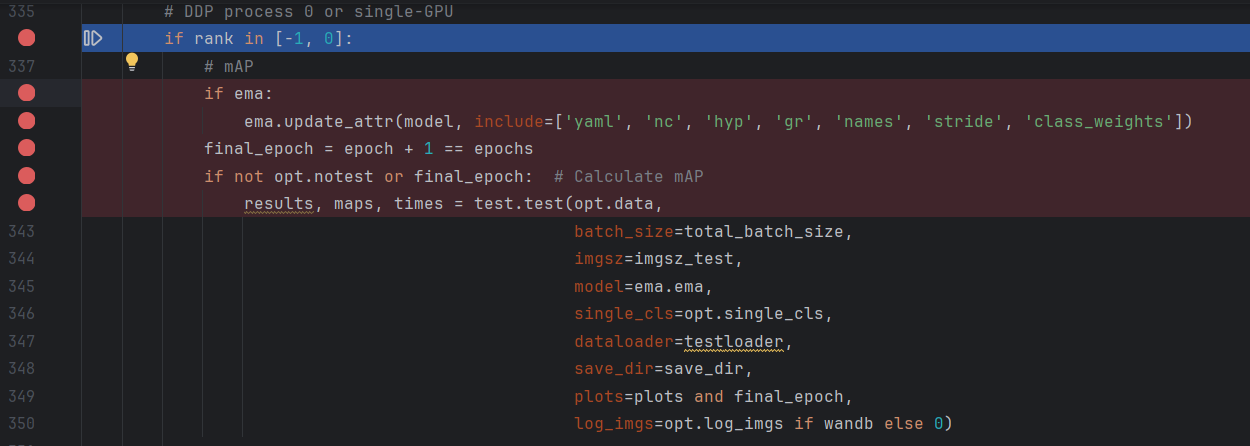 335 # DDP process 0 or single-GPU
if rank in [-1, 0]:
337 # mAP
if ema:
ema.update_attr(model, include=['yaml', 'nc', 'hyp', 'gr', 'names', 'stride', 'class_weights'])
final_epoch = epoch + 1 == epochs
if not opt.notest or final_epoch:  # Calculate mAP
results, maps, times = test.test(opt.data,
343 batch_size=total_batch_size,
344 imgsz=imgsz_test,
345 model=ema.ema,
346 single_cls=opt.single_cls,
347 dataloader=testloader,
348 save_dir=save_dir,
349 plots=plots and final_epoch,
350 log_imgs=opt.log_imgs if wandb else 0)